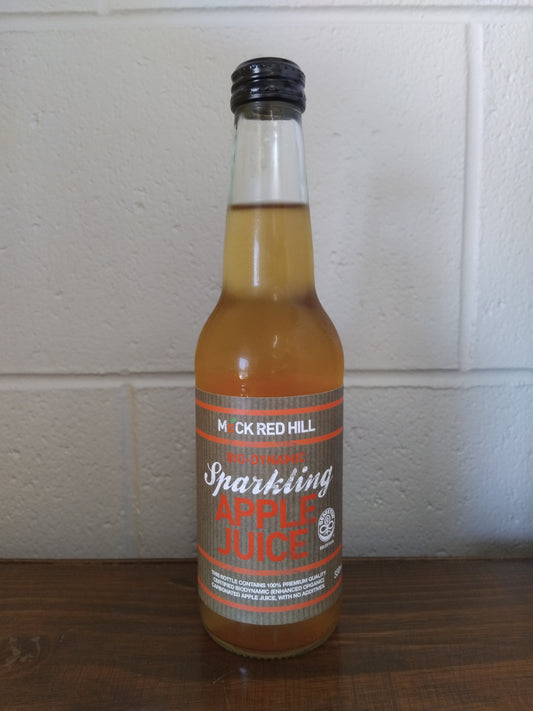 MOCK RED HILL
BIO-DYNAMIC
Sparkling
APPLE
JUICE
THIS BOTTLE CONTAINS 100% PREMIUM QUALITY
CERTIFIED BIODYNAMIC (ENHANCED ORGANIC)
CARBONATED APPLE JUICE, WITH NO ADDITIVES